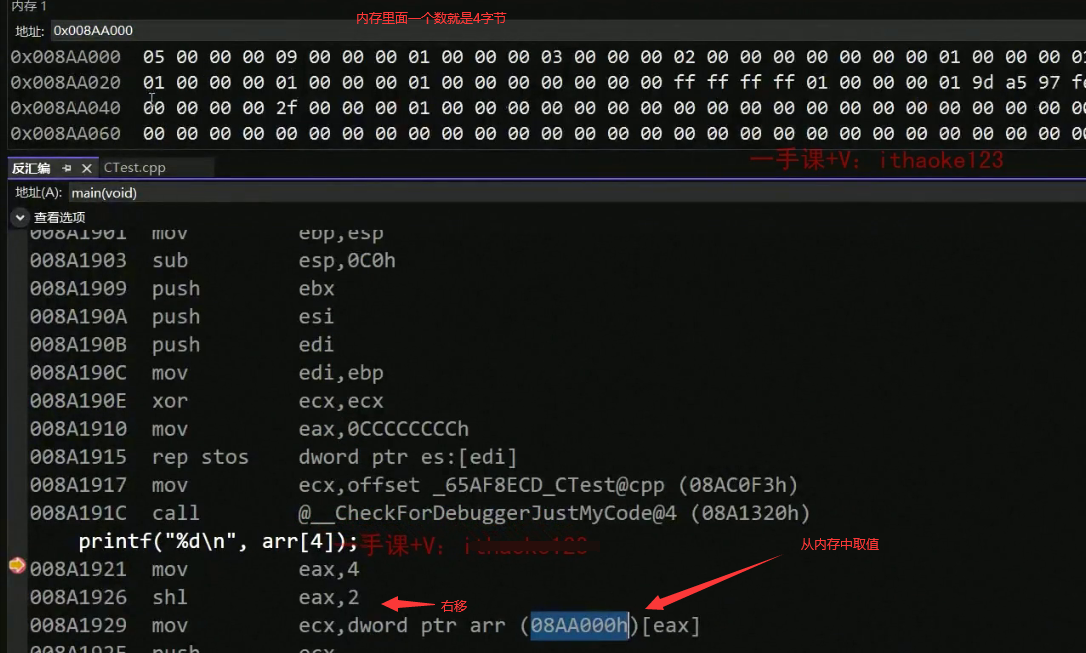 内存 1
内存里面一个数就是4字节
地址: 0x008AA000
0x008AA000 05 00 00 00 09 00 00 00 01 00 00 00 03 00 00 00 02 00 00 00 00 00 00 00 01 00 00 00
0x008AA020 01 00 00 00 01 00 00 00 00 00 00 00 00 00 00 00 ff ff ff ff 01 00 00 00 01 9d a5 97
0x008AA040 00 00 00 00 2f 00 00 00 01 00 00 00 00 00 00 00 00 00 00 00 00 00 00 00 00 00 00 00
0x008AA060 00 00 00 00 00 00 00 00 00 00 00 00 00 00 00 00 00 00 00 00 00 00 00 00 00 00 00 00
一手课+V: ithaoke123
反汇编 CTest.cpp
地址(A): main(void)
查看选项
008A1901 mov ebp,esp
008A1903 sub esp,0C0h
008A1909 push ebx
008A190A push esi
008A190B push edi
008A190C mov edi,ebp
008A190E xor ecx,ecx
008A1910 mov eax,0CCCCCCCCh
008A1915 rep stos dword ptr es:[edi]
008A1917 mov ecx,offset _65AF8ECD_CTest@cpp (08AC0F3h)
008A191C call @__CheckForDebuggerJustMyCode@4 (08A1320h)
printf("%d\n", arr[4]);
一手课+V: ithaoke123
从内存中取值
008A1921 mov eax,4
008A1926 shl eax,2
右移
008A1929 mov ecx,dword ptr arr (08AA000h)[eax]
008A192F push ecx